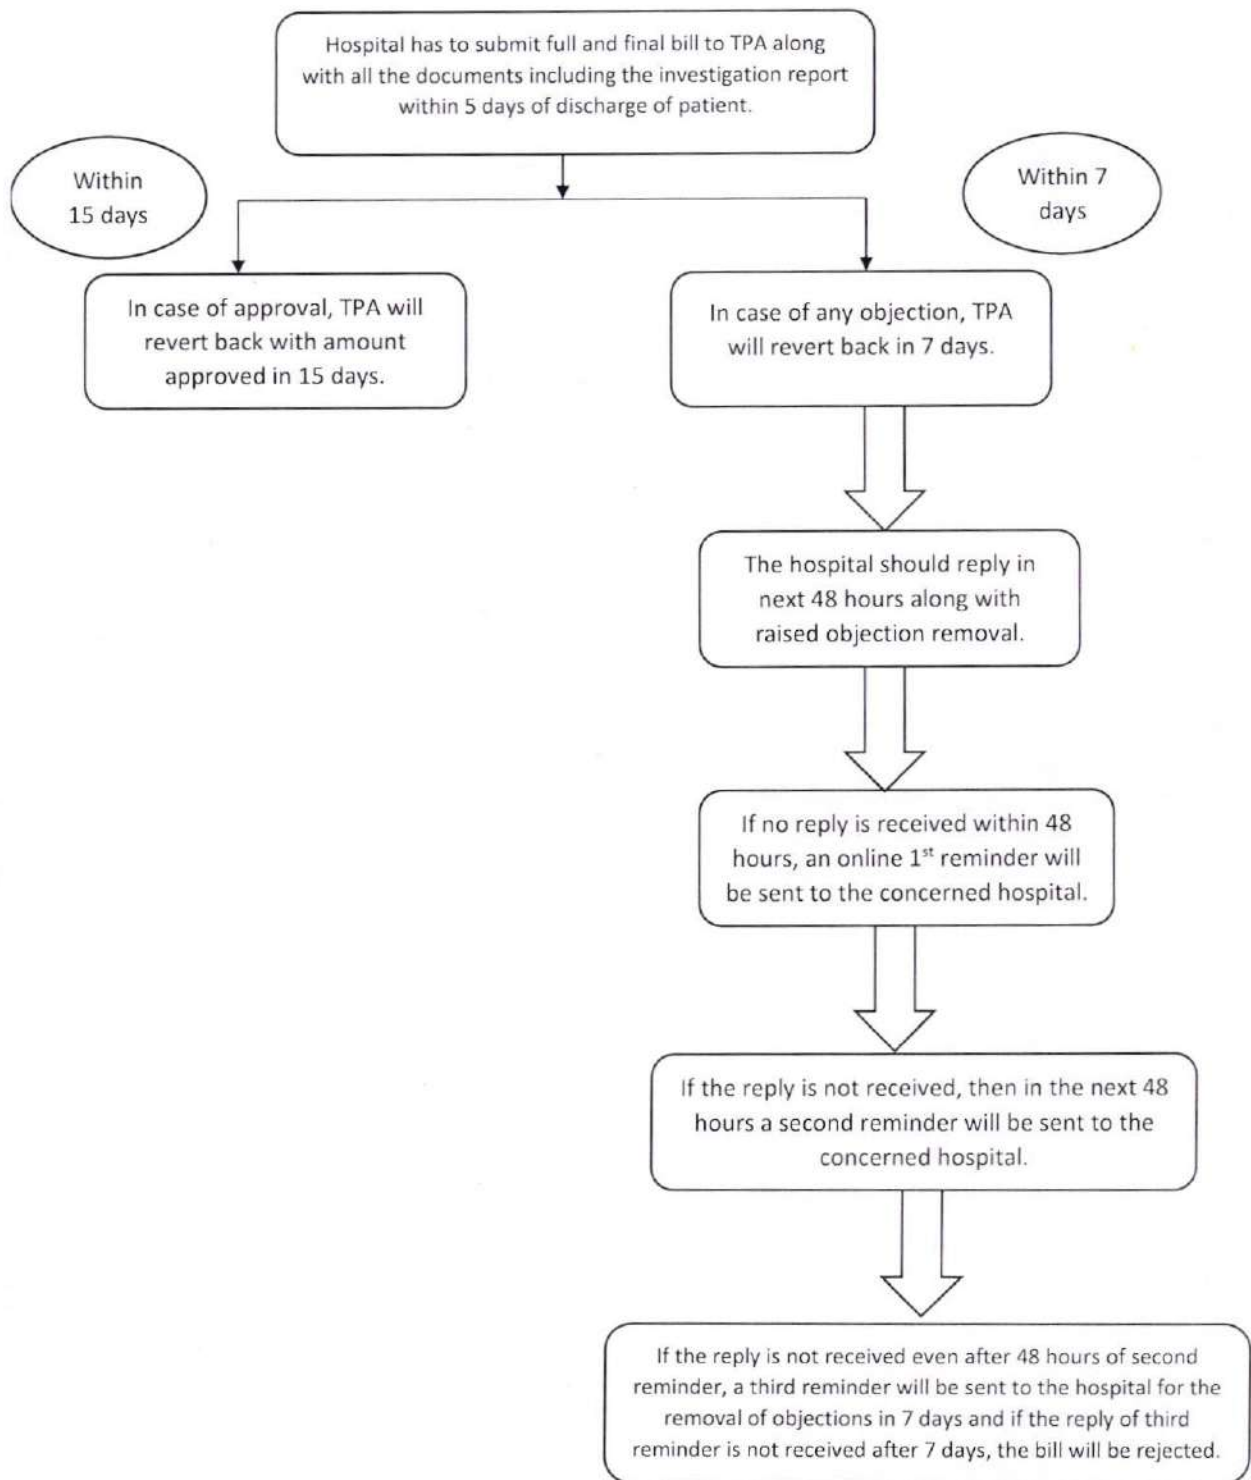 Hospital has to submit full and final bill to TPA along
with all the documents including the investigation report
within 5 days of discharge of patient.
Within
15 days
Within 7
days
In case of approval, TPA will
revert back with amount
approved in 15 days.
In case of any objection, TPA
will revert back in 7 days.
The hospital should reply in
next 48 hours along with
raised objection removal.
If no reply is received within 48
hours, an online 1st reminder will
be sent to the concerned hospital.
If the reply is not received, then in the next 48
hours a second reminder will be sent to the
concerned hospital.
If the reply is not received even after 48 hours of second
reminder, a third reminder will be sent to the hospital for the
removal of objections in 7 days and if the reply of third
reminder is not received after 7 days, the bill will be rejected.